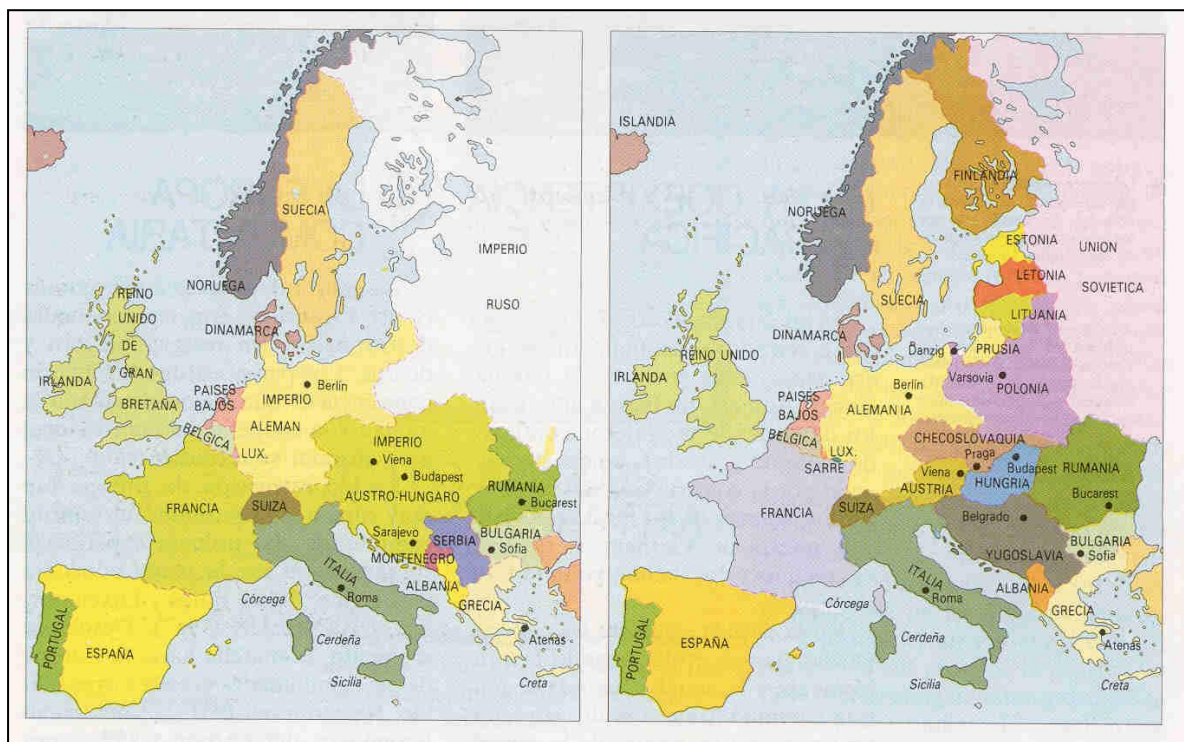 SUECIA
IMPERIO
RUSO
NORUEGA
REINO
UNIDO
DE
GRAN
BRETAÑA
IRLANDA
DINAMARCA
PAISES
BAJOS
BELGICA
LUX.
Berlín
IMPERIO
ALEMAN
IMPERIO
Viena
Budapest
AUSTRO-HUNGARO
RUMANIA
Bucarest
FRANCIA
SUIZA
Sarajevo
SERBIA
MONTENEGRO
BULGARIA
Sofia
ITALIA
Roma
ALBANIA
GRECIA
Córcega
Cerdeña
Sicilia
Atenas
Creta
PORTUGAL
ESPAÑA
ISLANDIA
FINLANDIA
NORUEGA
SUECIA
ESTONIA
UNION
LETONIA
SOVIETICA
LITUANIA
DINAMARCA
Danzig
PRUSIA
REINO UNIDO
IRLANDA
Varsovia
POLONIA
PAISES
BAJOS
Berlín
ALEMANIA
BELGICA
LUX.
SARRE
CHECOSLOVAQUIA
Praga
Viena
AUSTRIA
Budapest
HUNGRIA
RUMANIA
Bucarest
FRANCIA
SUIZA
Belgrado
YUGOSLAVIA
BULGARIA
Sofia
ITALIA
Roma
ALBANIA
GRECIA
Córcega
Cerdeña
Sicilia
Atenas
Creta
PORTUGAL
ESPAÑA